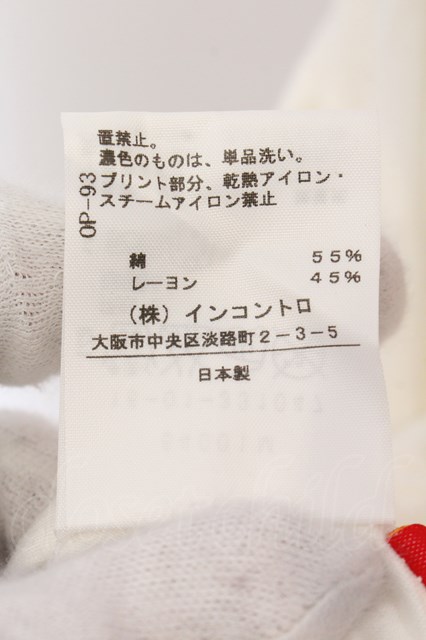 置禁止。
濃色のものは、単品洗い。
プリント部分、乾熱アイロン・
スチームアイロン禁止
OP-93
綿 55%
レーヨン 45%
(株)インコントロ
大阪市中央区淡路町2-3-5
日本製